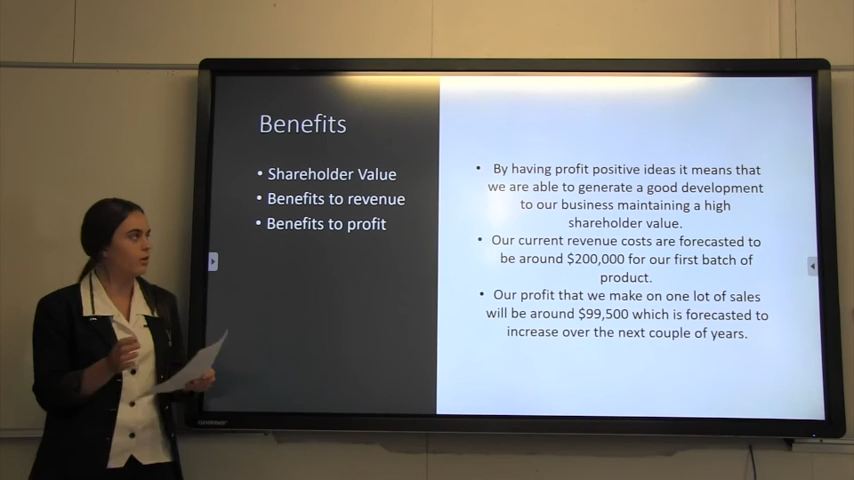 Benefits
• Shareholder Value
• Benefits to revenue
• Benefits to profit
• By having profit positive ideas it means that
we are able to generate a good development
to our business maintaining a high
shareholder value.
• Our current revenue costs are forecasted to
be around $200,000 for our first batch of
product.
• Our profit that we make on one lot of sales
will be around $99,500 which is forecasted to
increase over the next couple of years.